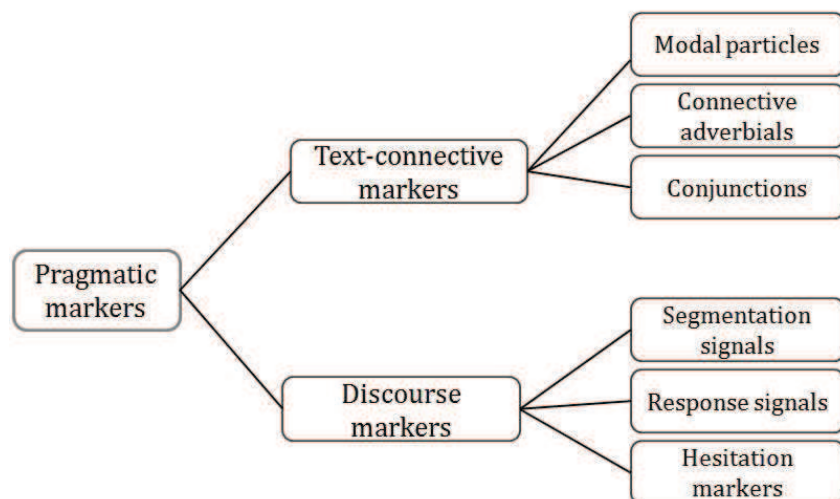 Pragmatic
markers
Text-connective
markers
Modal particles
Connective
adverbials
Conjunctions
Discourse
markers
Segmentation
signals
Response signals
Hesitation
markers